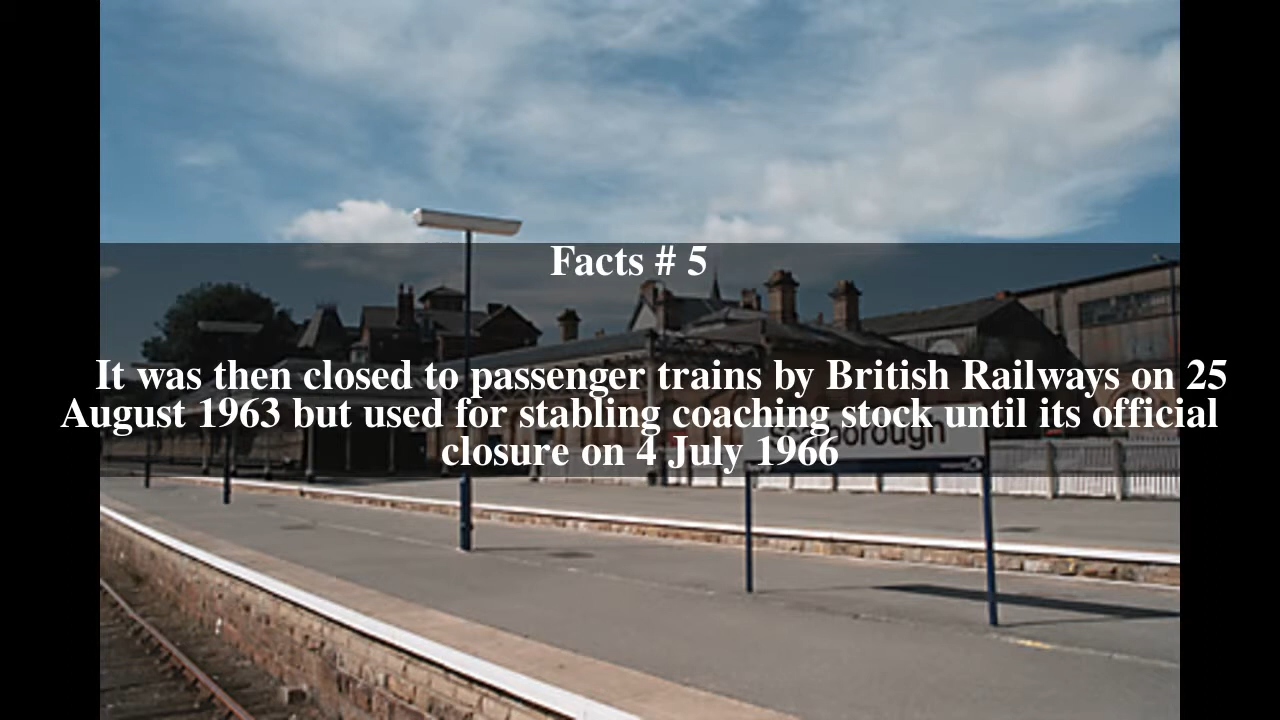 Facts # 5
It was then closed to passenger trains by British Railways on 25
August 1963 but used for stabling coaching stock until its official
closure on 4 July 1966
Scarborough